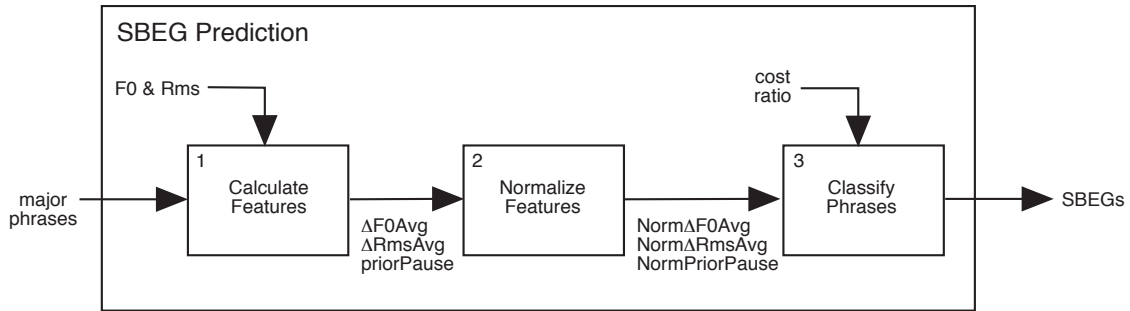 SBEG Prediction
F0 & Rms
cost
ratio
major
phrases
1
Calculate
Features
ΔF0Avg
ΔRmsAvg
priorPause
2
Normalize
Features
NormΔF0Avg
NormΔRmsAvg
NormPriorPause
3
Classify
Phrases
SBEGs